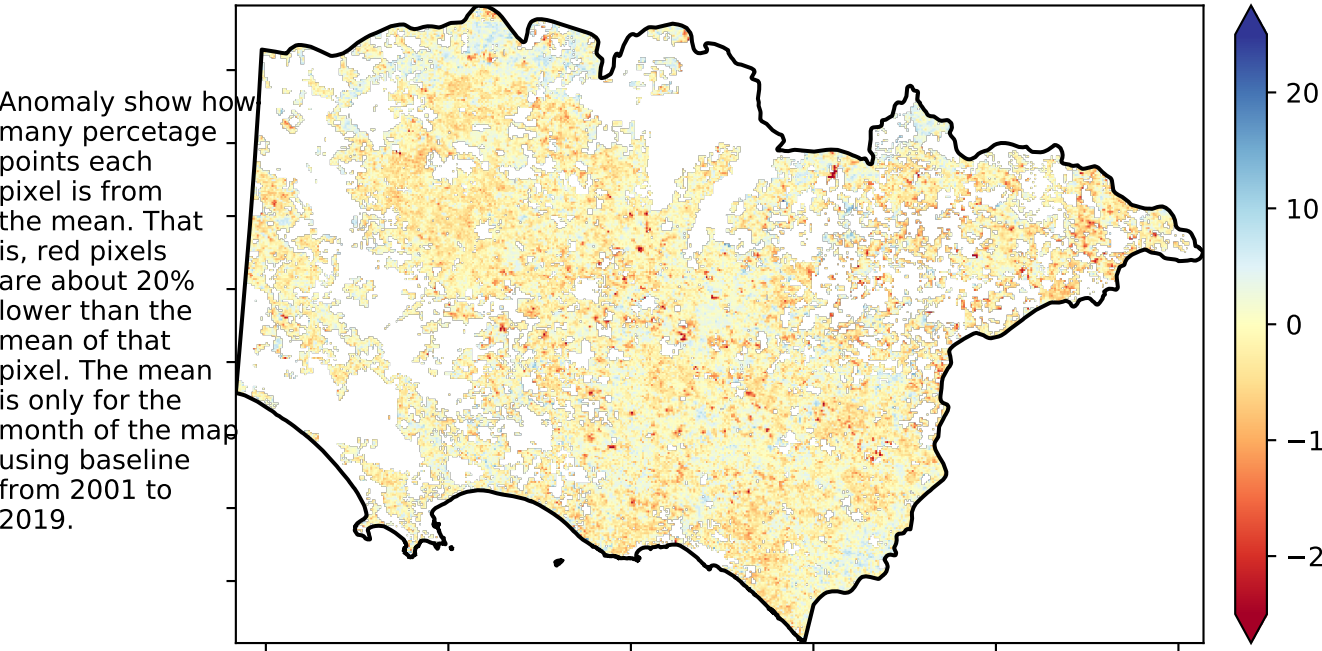 Anomaly show how
many percetage
points each
pixel is from
the mean. That
is, red pixels
are about 20%
lower than the
mean of that
pixel. The mean
is only for the
month of the map
using baseline
from 2001 to
2019.
20
10
0
−1
−2